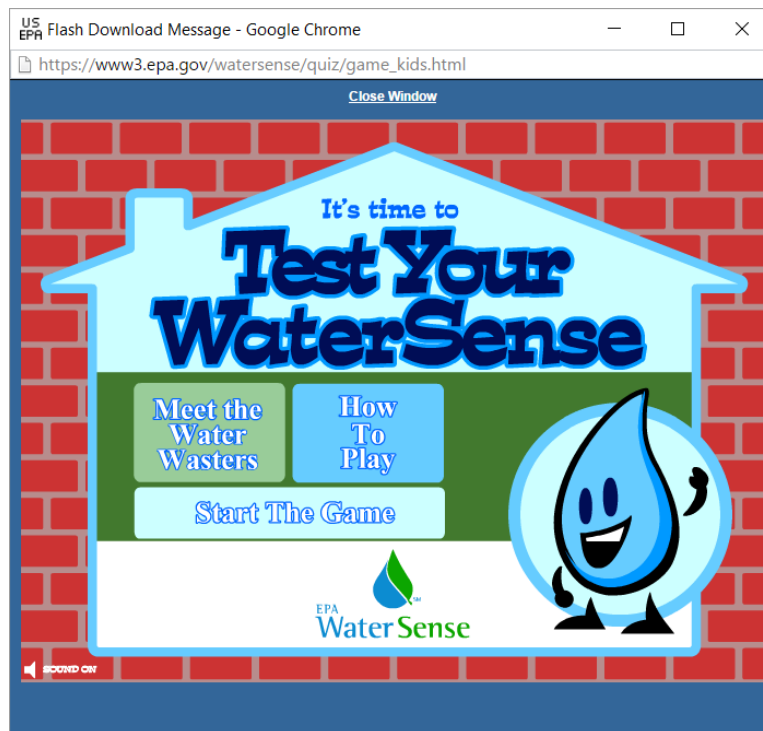 US
EPA Flash Download Message - Google Chrome
https://www3.epa.gov/watersense/quiz/game_kids.html
Close Window
It's time to
Test Your
WaterSense
Meet the
Water
Wasters
How
To
Play
Start The Game
SM
EPA
WaterSense
SOUND ON